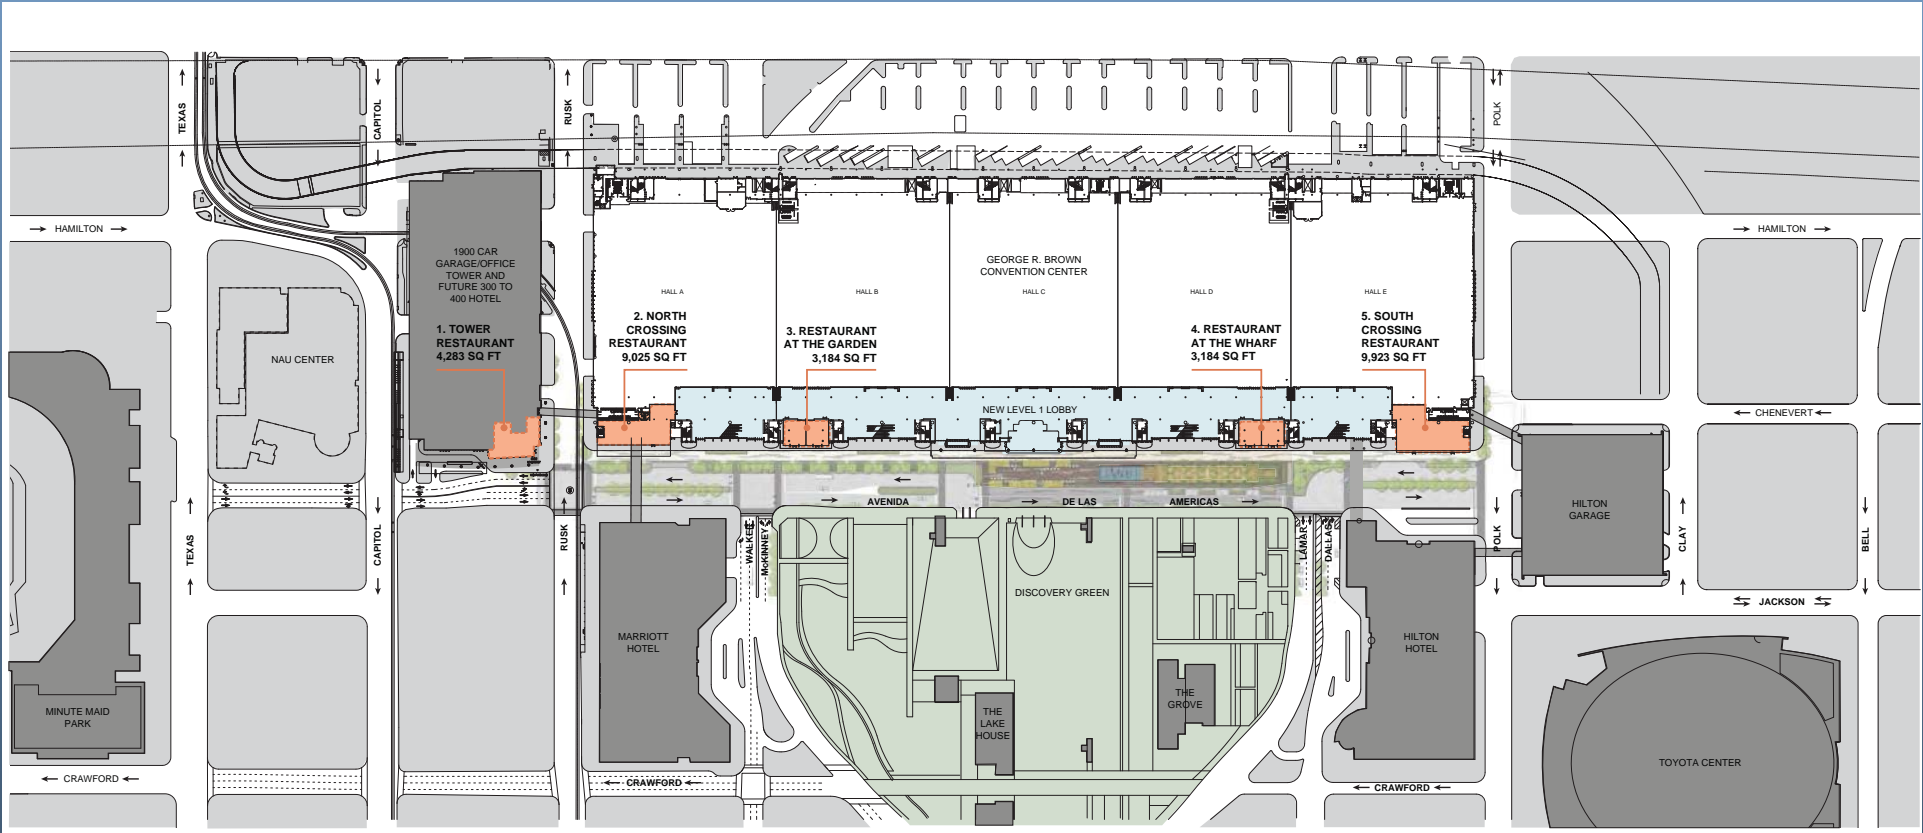 TEXAS
CAPITOL
RUSK
POLK
HAMILTON
HAMILTON
1900 CAR
GARAGE/OFFICE
TOWER AND
FUTURE 300 TO
400 HOTEL
GEORGE R. BROWN
CONVENTION CENTER
HALL A
HALL B
HALL C
HALL D
HALL E
NAU CENTER
1. TOWER
RESTAURANT
4,283 SQ FT
2. NORTH
CROSSING
RESTAURANT
9,025 SQ FT
3. RESTAURANT
AT THE GARDEN
3,184 SQ FT
4. RESTAURANT
AT THE WHARF
3,184 SQ FT
5. SOUTH
CROSSING
RESTAURANT
9,923 SQ FT
NEW LEVEL 1 LOBBY
CHENEVERT
AVENIDA
DE LAS
AMERICAS
HILTON
GARAGE
TEXAS
CAPITOL
RUSK
WALKER
McKINNEY
LAMAR
DALLAS
POLK
CLAY
BELL
DISCOVERY GREEN
JACKSON
MARRIOTT
HOTEL
HILTON
HOTEL
MINUTE MAID
PARK
THE
LAKE
HOUSE
THE
GROVE
TOYOTA CENTER
CRAWFORD
CRAWFORD
CRAWFORD